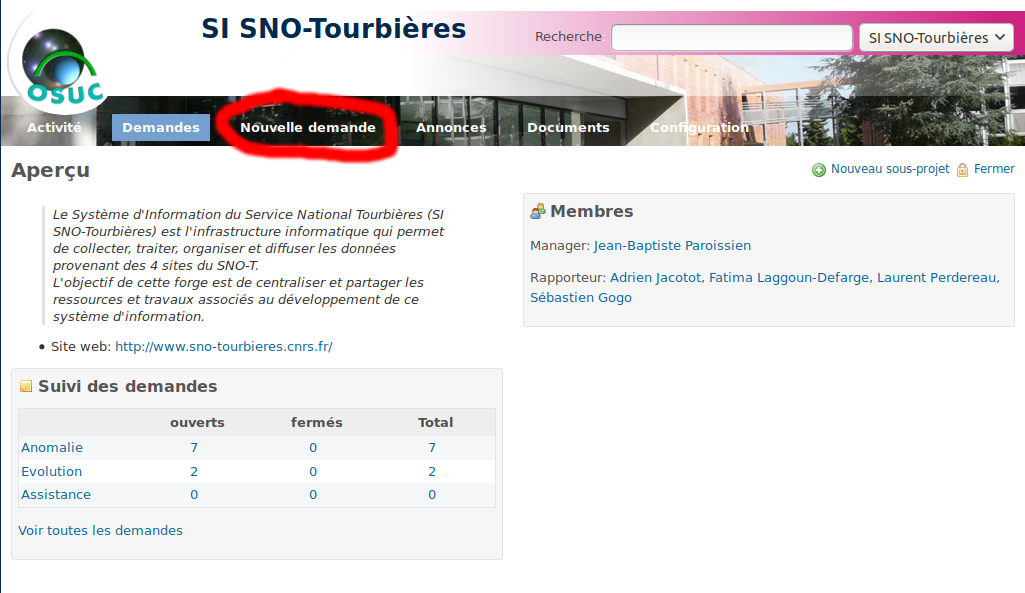 SI SNO-Tourbières
Recherche:
SI SNO-Tourbières
OSUC
Activité Demandes Nouvelle demande Annonces Documents Configuration
Aperçu
Nouveau sous-projet Fermer
Le Système d'Information du Service National Tourbières (SI
SNO-Tourbières) est l'infrastructure informatique qui permet
de collecter, traiter, organiser et diffuser les données
provenant des 4 sites du SNO-T.
L'objectif de cette forge est de centraliser et partager les
ressources et travaux associés au développement de ce
système d'information.
• Site web: http://www.sno-tourbieres.cnrs.fr/
Membres
Manager: Jean-Baptiste Paroissien
Rapporteur: Adrien Jacotot, Fatima Laggoun-Defarge, Laurent Perdereau,
Sébastien Gogo
Suivi des demandes
ouverts fermés Total
Anomalie 7 0 7
Evolution 2 0 2
Assistance 0 0 0
Voir toutes les demandes